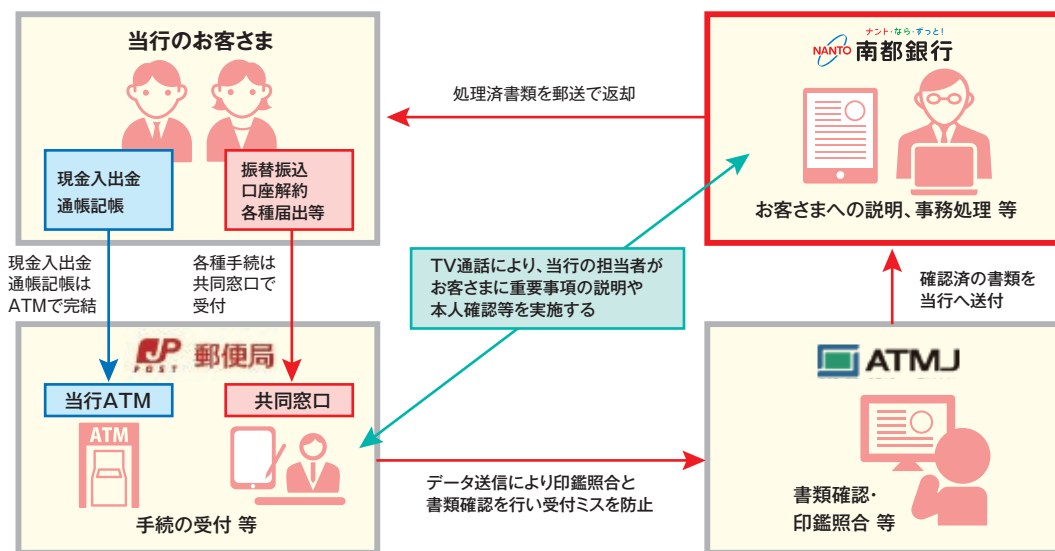 当行のお客さま
現金入出金
通帳記帳
振替振込
口座解約
各種届出等
処理済書類を郵送で返却
ナント・なら・ずっと!
NANTO 南都銀行
お客さまへの説明、事務処理 等
現金入出金
通帳記帳は
ATMで完結
各種手続は
共同窓口で
受付
TV通話により、当行の担当者が
お客さまに重要事項の説明や
本人確認等を実施する
確認済の書類を
当行へ送付
JP
POST
郵便局
当行ATM
共同窓口
ATM
手続の受付 等
データ送信により印鑑照合と
書類確認を行い受付ミスを防止
ATMJ
書類確認・
印鑑照合 等